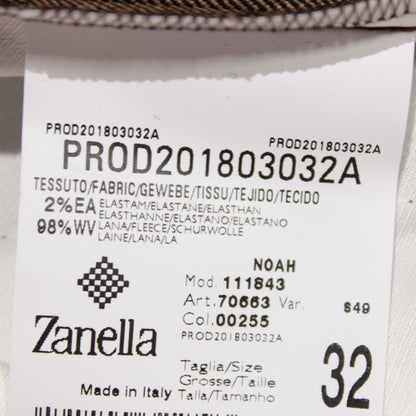 PROD201803032A
PROD201803032A
PROD201803032A
TESSUTO/FABRIC/GEWEBE/TISSU/TEJIDO/TECIDO
2%EA ELASTAM/ELASTANE/ELASTHAN
ELASTHANNE/ELASTANO/ELASTANO
98%WV LANA/FLEECE/SCHURWOLLE
LAINE/LANA/LA
NOAH
Mod. 111843
Art. 70663 Var. S49
Col. 00255
PROD201803032A
Zanella
Taglia/Size
Grosse/Taille
Talla/Tamanho
32
Made in Italy